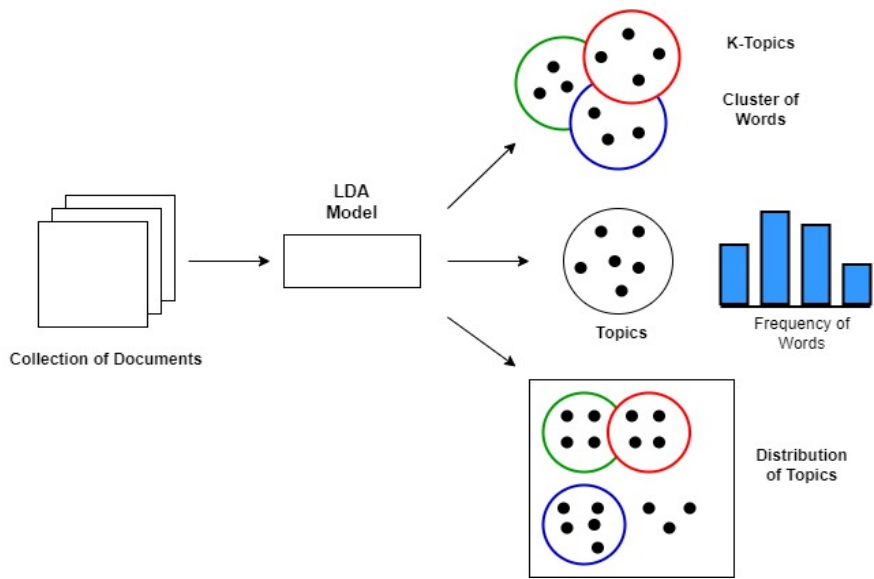 K-Topics
Cluster of
Words
LDA
Model
Collection of Documents
Topics
Frequency of
Words
Distribution
of Topics